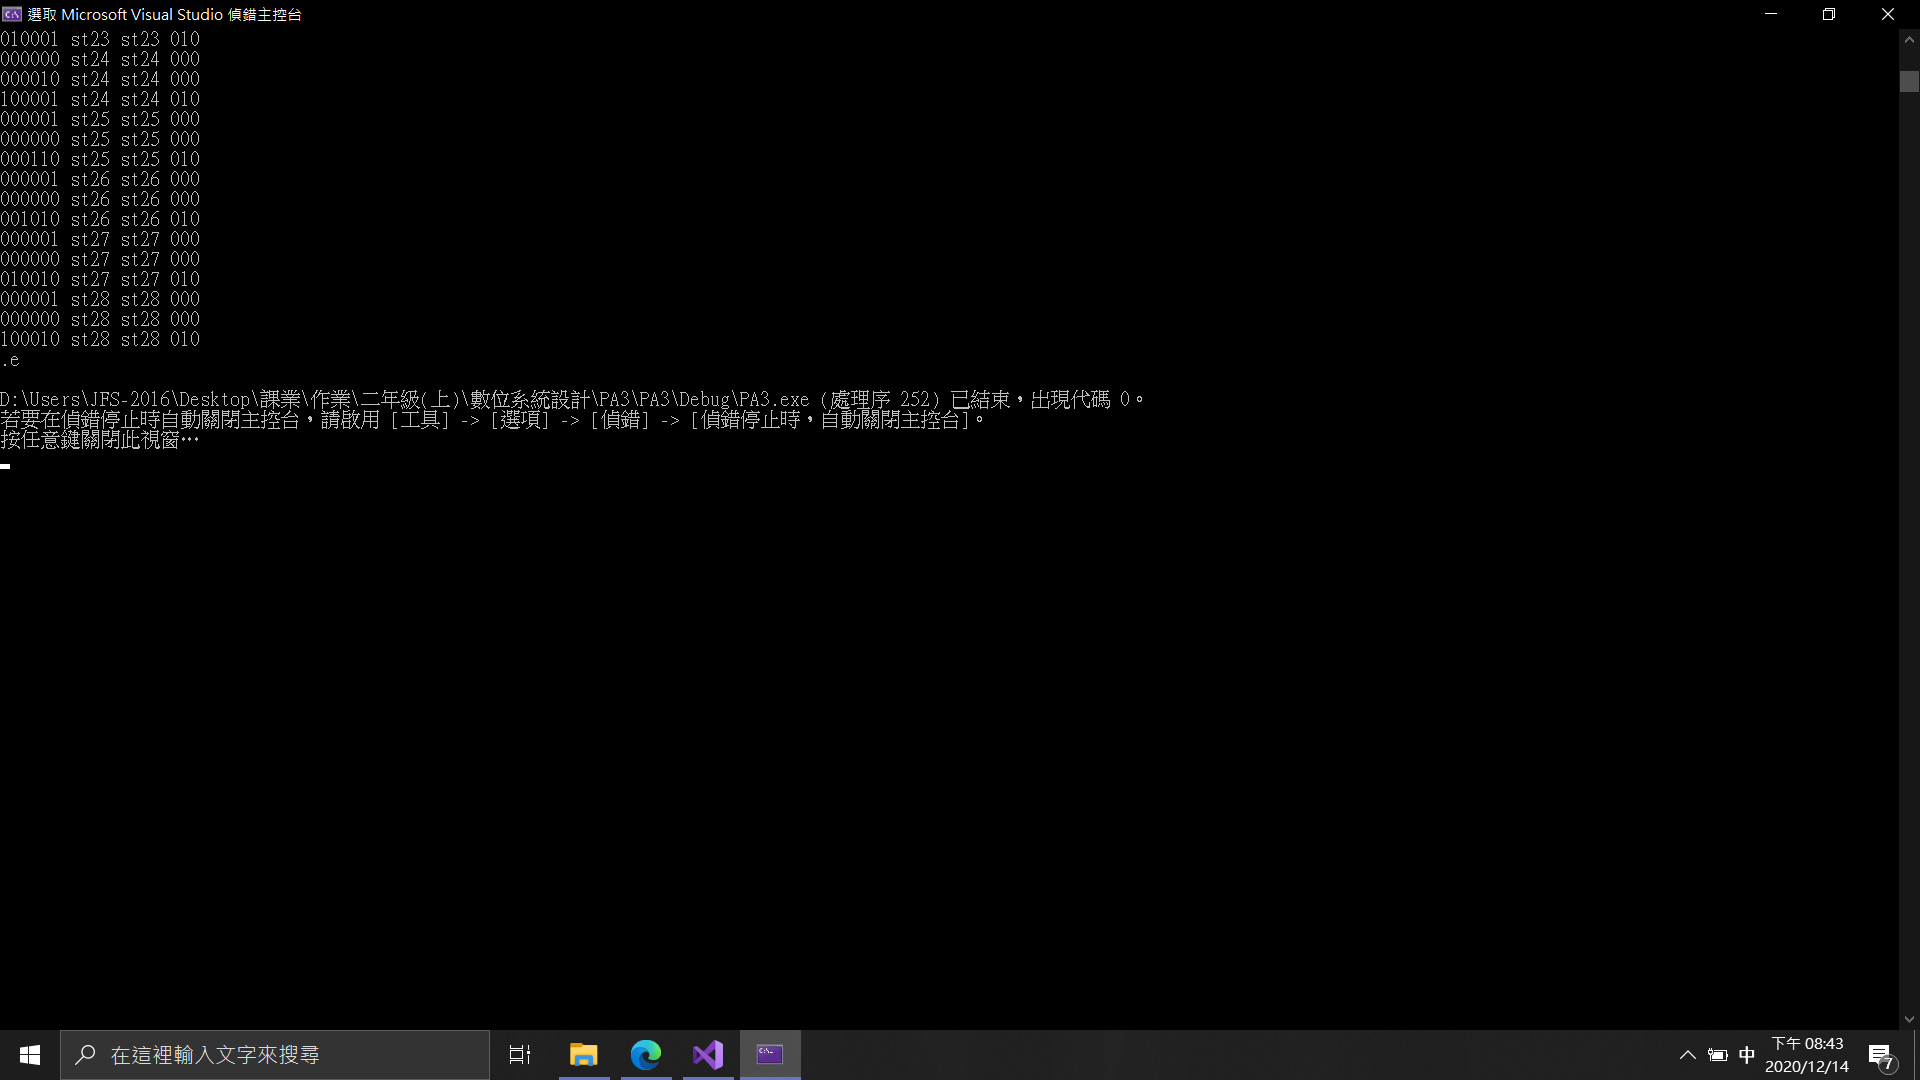 選取 Microsoft Visual Studio 偵錯主控台
010001 st23 st23 010
000000 st24 st24 000
000010 st24 st24 000
100001 st24 st24 010
000001 st25 st25 000
000000 st25 st25 000
000110 st25 st25 010
000001 st26 st26 000
000000 st26 st26 000
001010 st26 st26 010
000001 st27 st27 000
000000 st27 st27 000
010010 st27 st27 010
000001 st28 st28 000
000000 st28 st28 000
100010 st28 st28 010
.e
D:\Users\JFS-2016\Desktop\課業\作業\二年級(上)\數位系統設計\PA3\PA3\Debug\PA3.exe (處理序 252) 已結束，出現代碼 0。
若要在偵錯停止時自動關閉主控台，請啟用 [工具] -> [選項] -> [偵錯] -> [偵錯停止時，自動關閉主控台]。
按任意鍵關閉此視窗…
在這裡輸入文字來搜尋
中
下午 08:43
2020/12/14
7